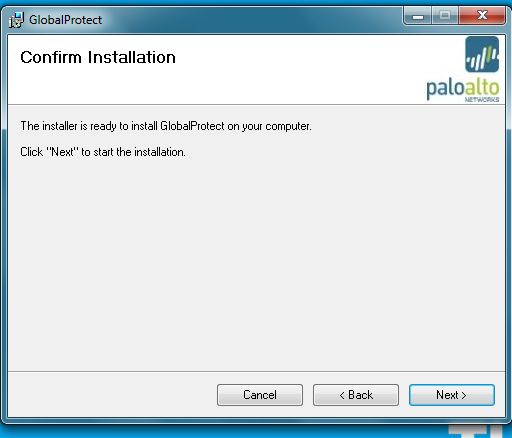 GlobalProtect
Confirm Installation
paloalto
NETWORKS
The installer is ready to install GlobalProtect on your computer.
Click "Next" to start the installation.
Cancel
< Back
Next >